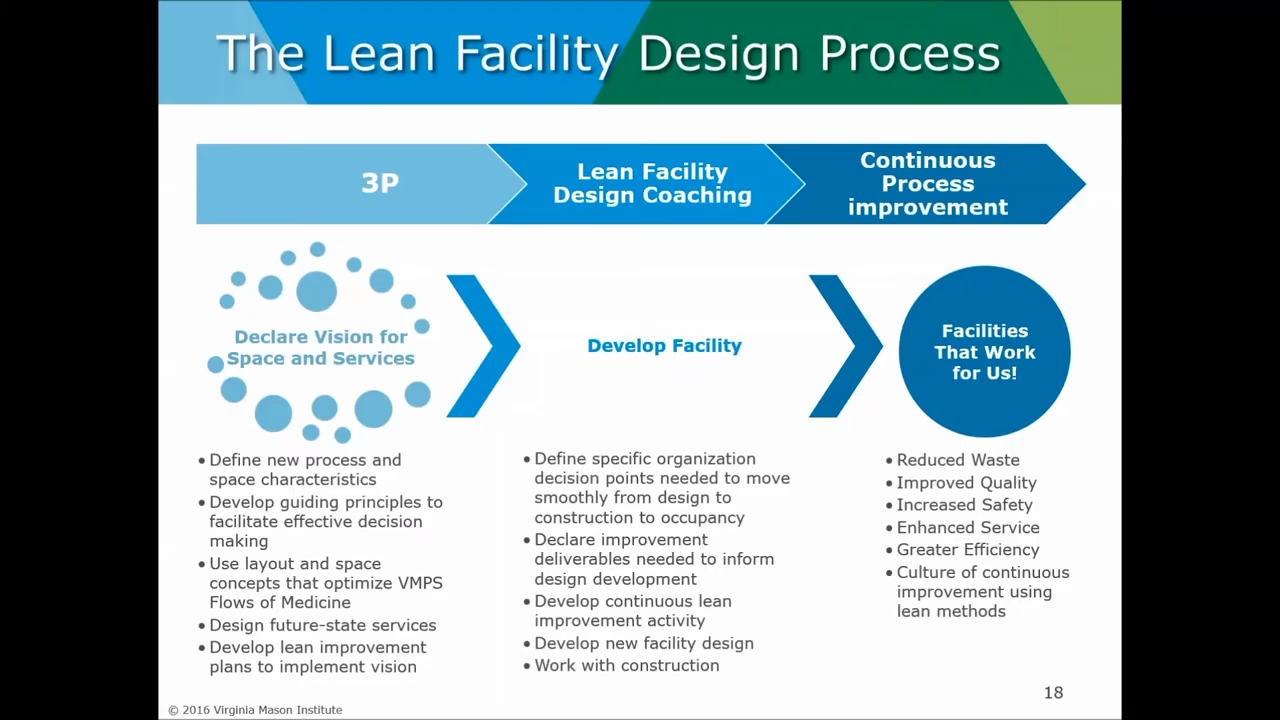 The Lean Facility Design Process
3P
Lean Facility
Design Coaching
Continuous
Process
improvement
Declare Vision for
Space and Services
Develop Facility
Facilities
That Work
for Us!
• Define new process and
space characteristics
• Develop guiding principles to
facilitate effective decision
making
• Use layout and space
concepts that optimize VMPS
Flows of Medicine
• Design future-state services
• Develop lean improvement
plans to implement vision
• Define specific organization
decision points needed to move
smoothly from design to
construction to occupancy
• Declare improvement
deliverables needed to inform
design development
• Develop continuous lean
improvement activity
• Develop new facility design
• Work with construction
• Reduced Waste
• Improved Quality
• Increased Safety
• Enhanced Service
• Greater Efficiency
• Culture of continuous
improvement using
lean methods
18
© 2016 Virginia Mason Institute